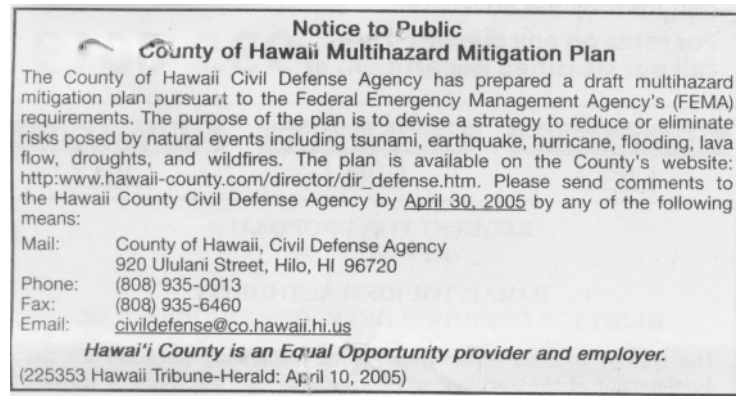 Notice to Public
County of Hawaii Multihazard Mitigation Plan
The County of Hawaii Civil Defense Agency has prepared a draft multihazard
mitigation plan pursuant to the Federal Emergency Management Agency's (FEMA)
requirements. The purpose of the plan is to devise a strategy to reduce or eliminate
risks posed by natural events including tsunami, earthquake, hurricane, flooding, lava
flow, droughts, and wildfires. The plan is available on the County's website:
http:www.hawaii-county.com/director/dir_defense.htm. Please send comments to
the Hawaii County Civil Defense Agency by April 30, 2005 by any of the following
means:
Mail: County of Hawaii, Civil Defense Agency
920 Ululani Street, Hilo, HI 96720
Phone: (808) 935-0013
Fax: (808) 935-6460
Email: civildefense@co.hawaii.hi.us
Hawai'i County is an Equal Opportunity provider and employer.
(225353 Hawaii Tribune-Herald: April 10, 2005)